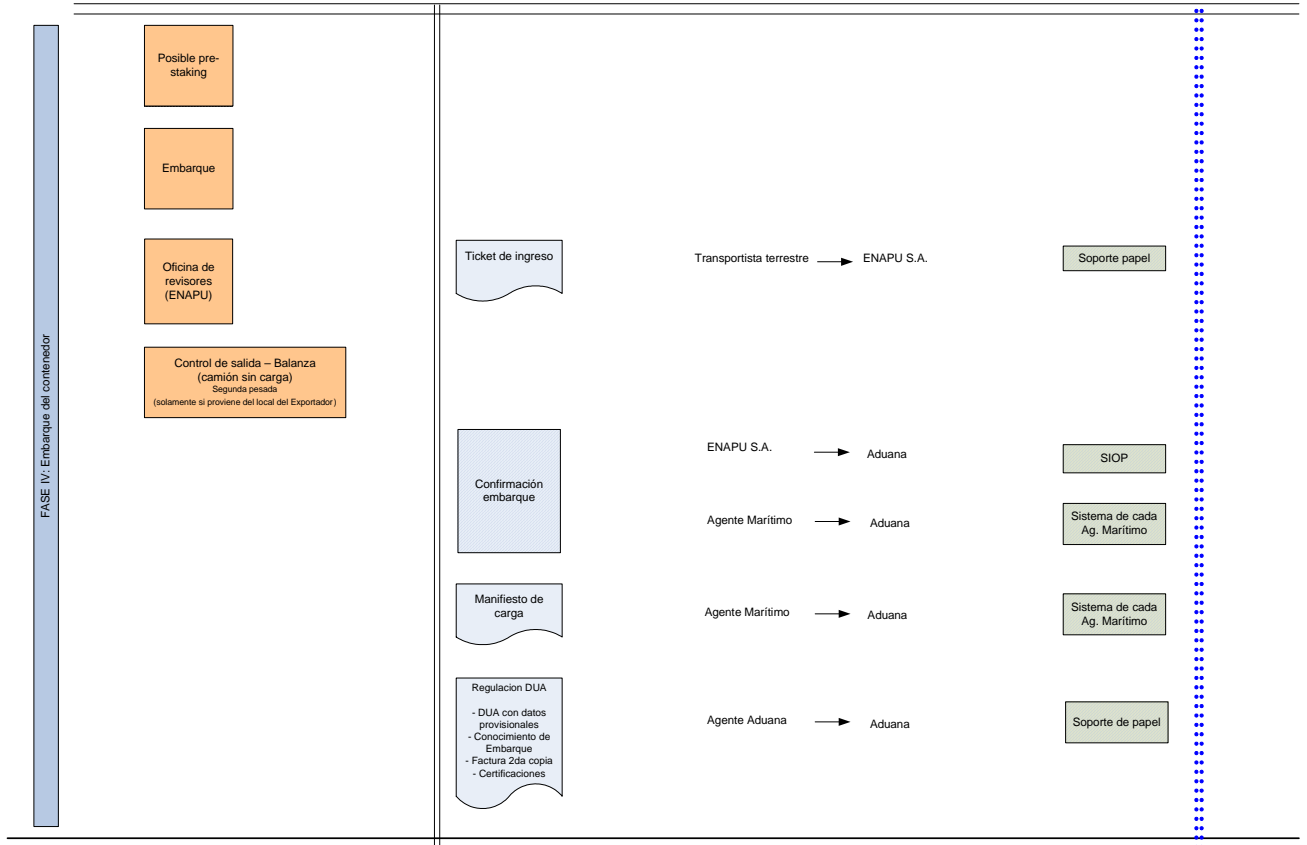 FASE IV: Embarque del contenedor
Posible pre-
staking
Embarque
Oficina de
revisores
(ENAPU)
Control de salida – Balanza
(camión sin carga)
Segunda pesada
(solamente si proviene del local del Exportador)
Ticket de ingreso
Transportista terrestre
ENAPU S.A.
Soporte papel
Confirmación
embarque
ENAPU S.A.
Aduana
SIOP
Agente Marítimo
Aduana
Sistema de cada
Ag. Marítimo
Manifiesto de
carga
Agente Marítimo
Aduana
Sistema de cada
Ag. Marítimo
Regulacion DUA
- DUA con datos
provisionales
- Conocimiento de
Embarque
- Factura 2da copia
- Certificaciones
Agente Aduana
Aduana
Soporte de papel